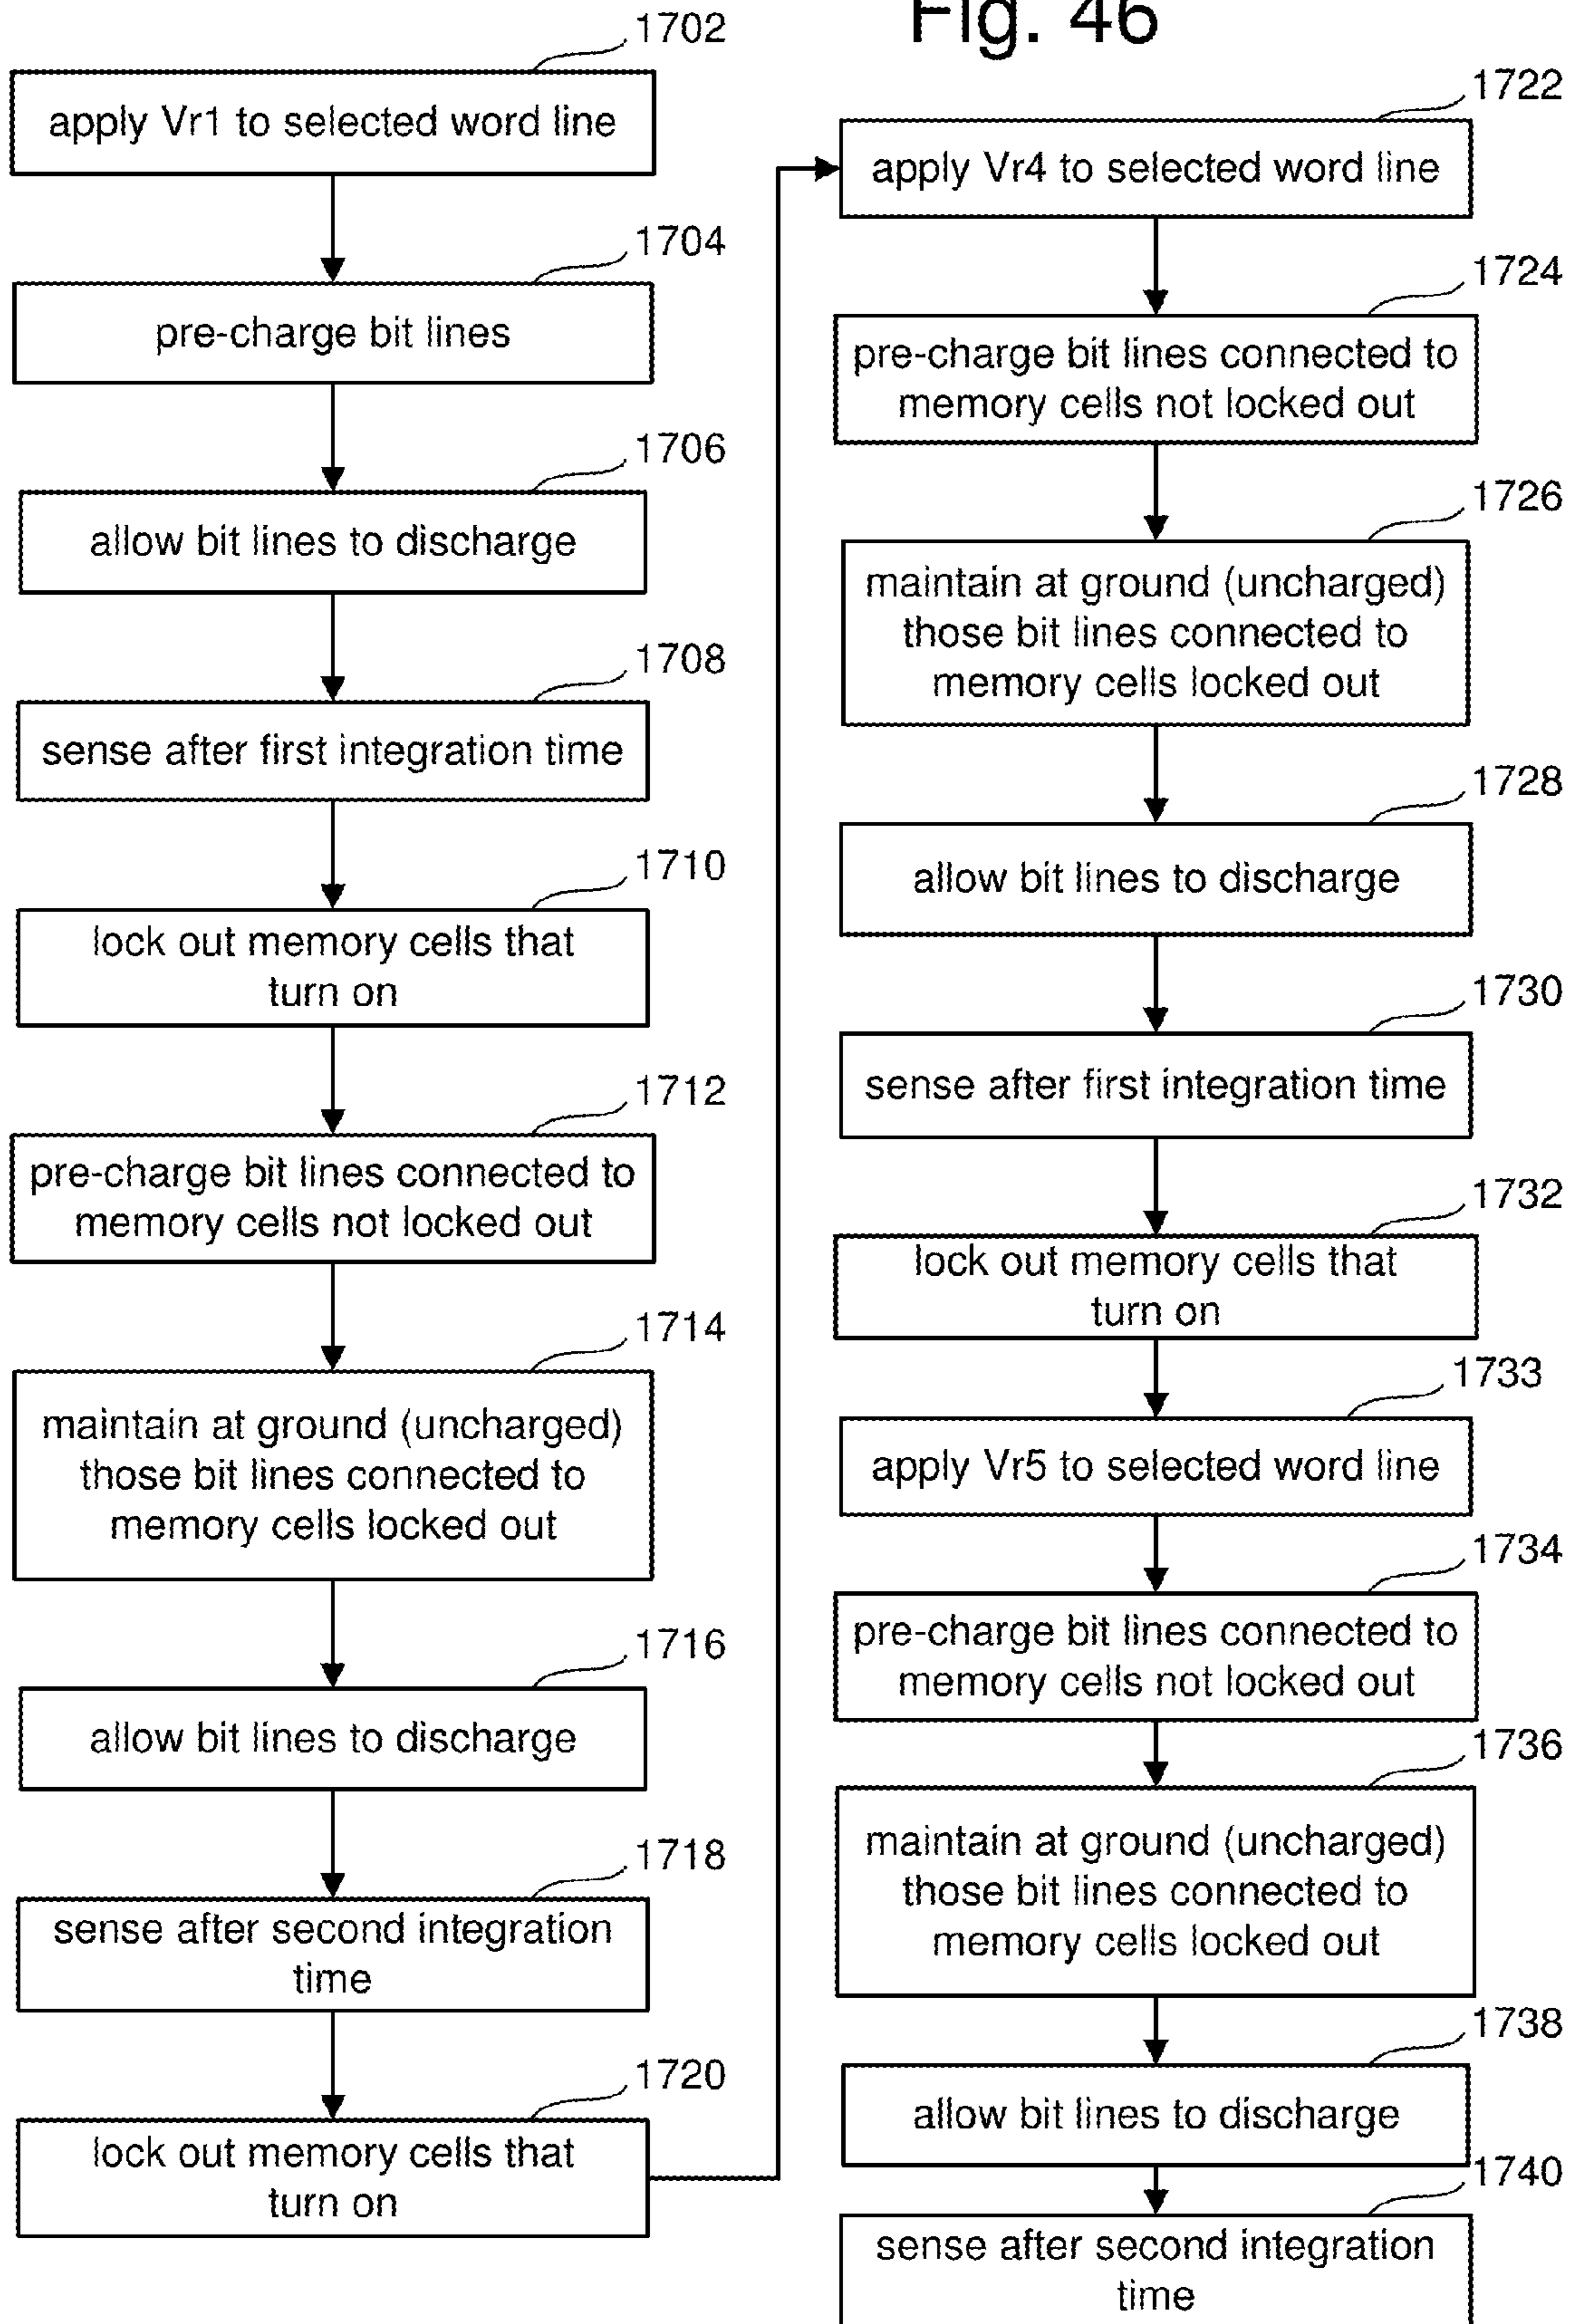 Fig. 46
1702
apply Vr1 to selected word line
1704
pre-charge bit lines
1706
allow bit lines to discharge
1708
sense after first integration time
1710
lock out memory cells that
turn on
1712
pre-charge bit lines connected to
memory cells not locked out
1714
maintain at ground (uncharged)
those bit lines connected to
memory cells locked out
1716
allow bit lines to discharge
1718
sense after second integration
time
1720
lock out memory cells that
turn on
1722
apply Vr4 to selected word line
1724
pre-charge bit lines connected to
memory cells not locked out
1726
maintain at ground (uncharged)
those bit lines connected to
memory cells locked out
1728
allow bit lines to discharge
1730
sense after first integration time
1732
lock out memory cells that
turn on
1733
apply Vr5 to selected word line
1734
pre-charge bit lines connected to
memory cells not locked out
1736
maintain at ground (uncharged)
those bit lines connected to
memory cells locked out
1738
allow bit lines to discharge
1740
sense after second integration
time